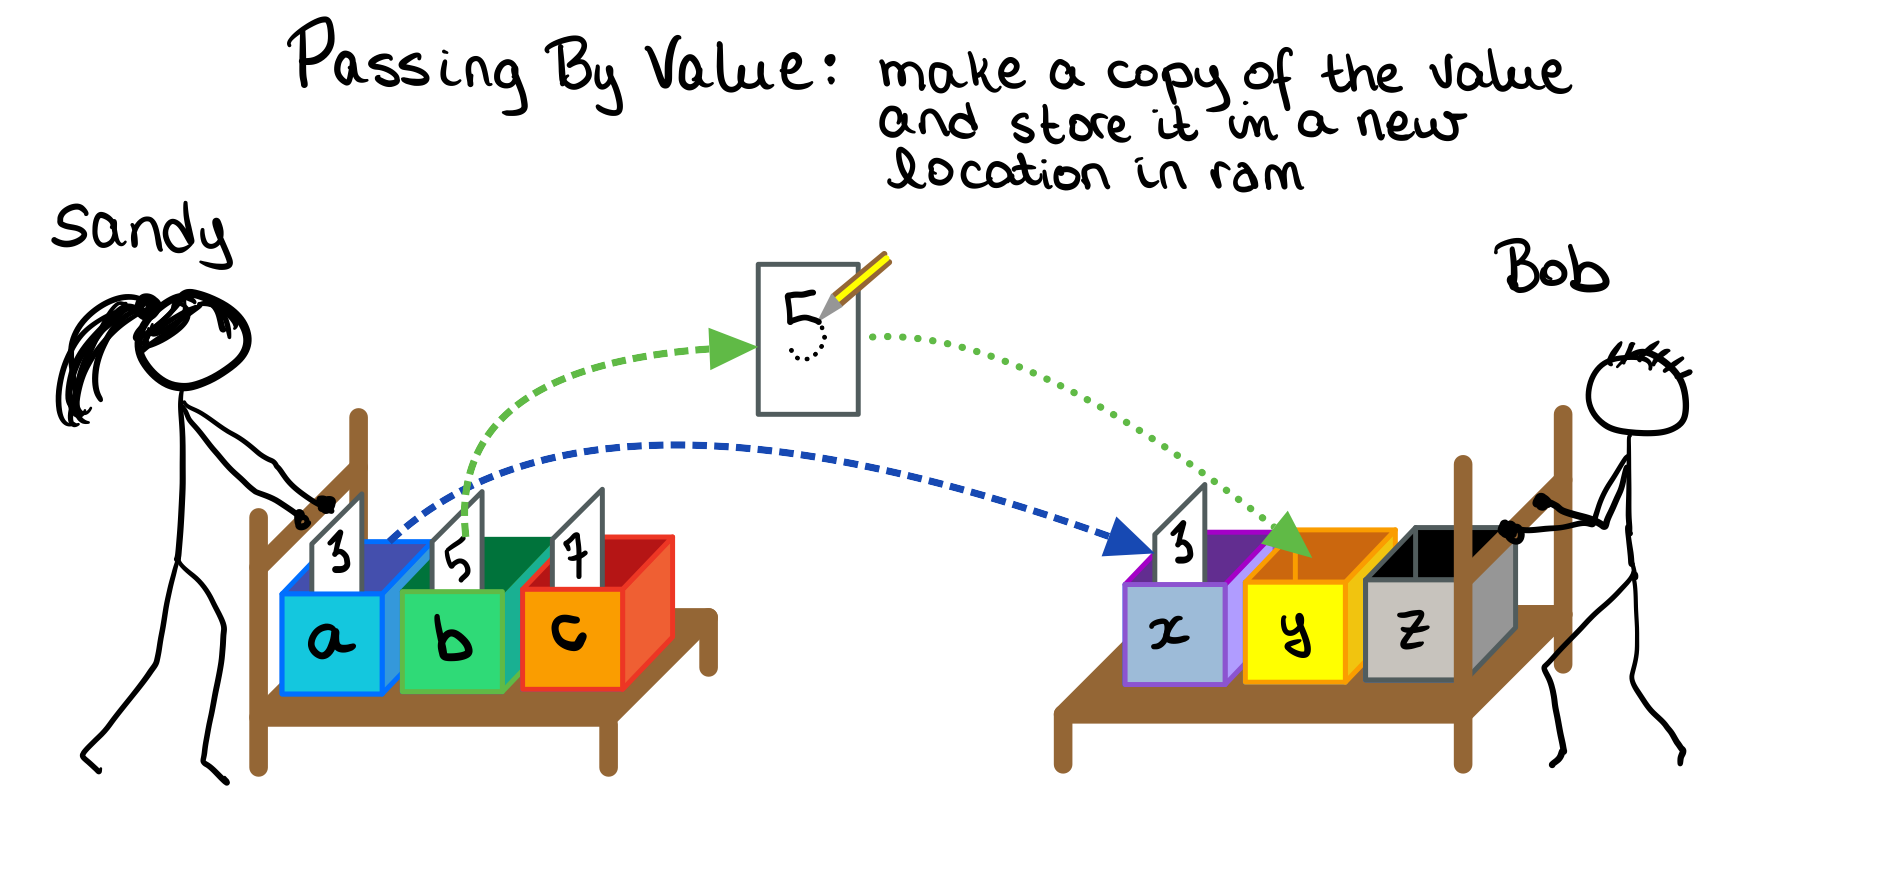 Passing By Value: make a copy of the value
and store it in a new
location in ram
Sandy
Bob
5
3
5
7
3
a
b
c
x
y
z